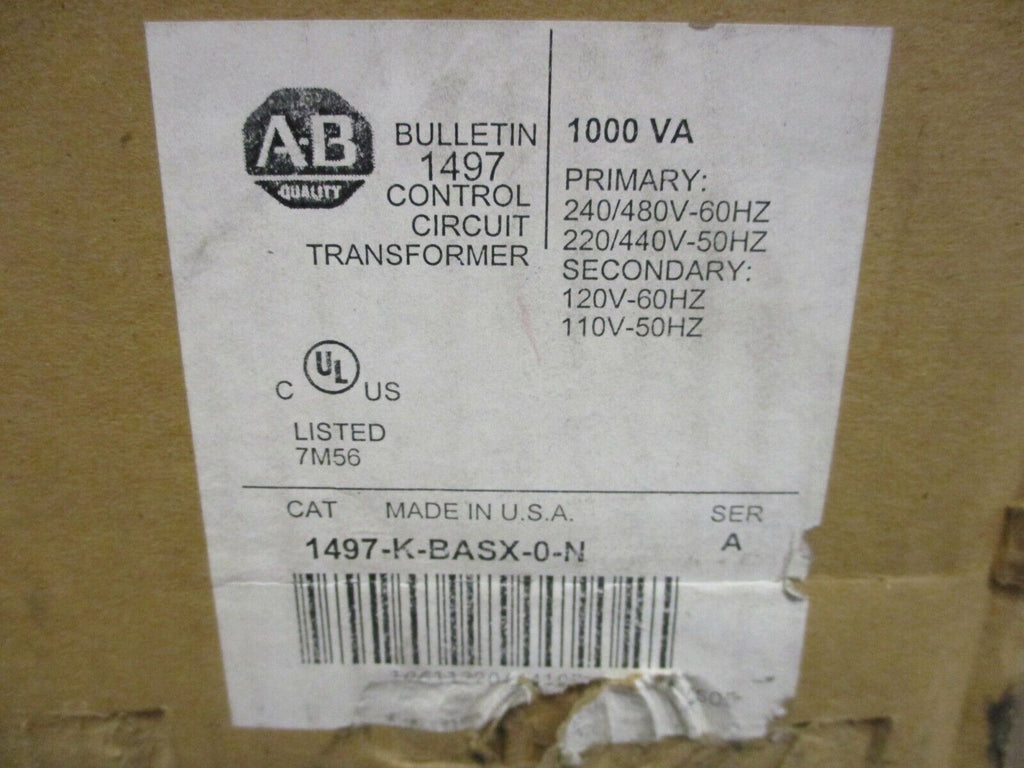 A-B
QUALITY
BULLETIN
1497
CONTROL
CIRCUIT
TRANSFORMER
1000 VA
PRIMARY:
240/480V-60HZ
220/440V-50HZ
SECONDARY:
120V-60HZ
110V-50HZ
C UL US
LISTED
7M56
CAT MADE IN U.S.A. SER
1497-K-BASX-0-N A